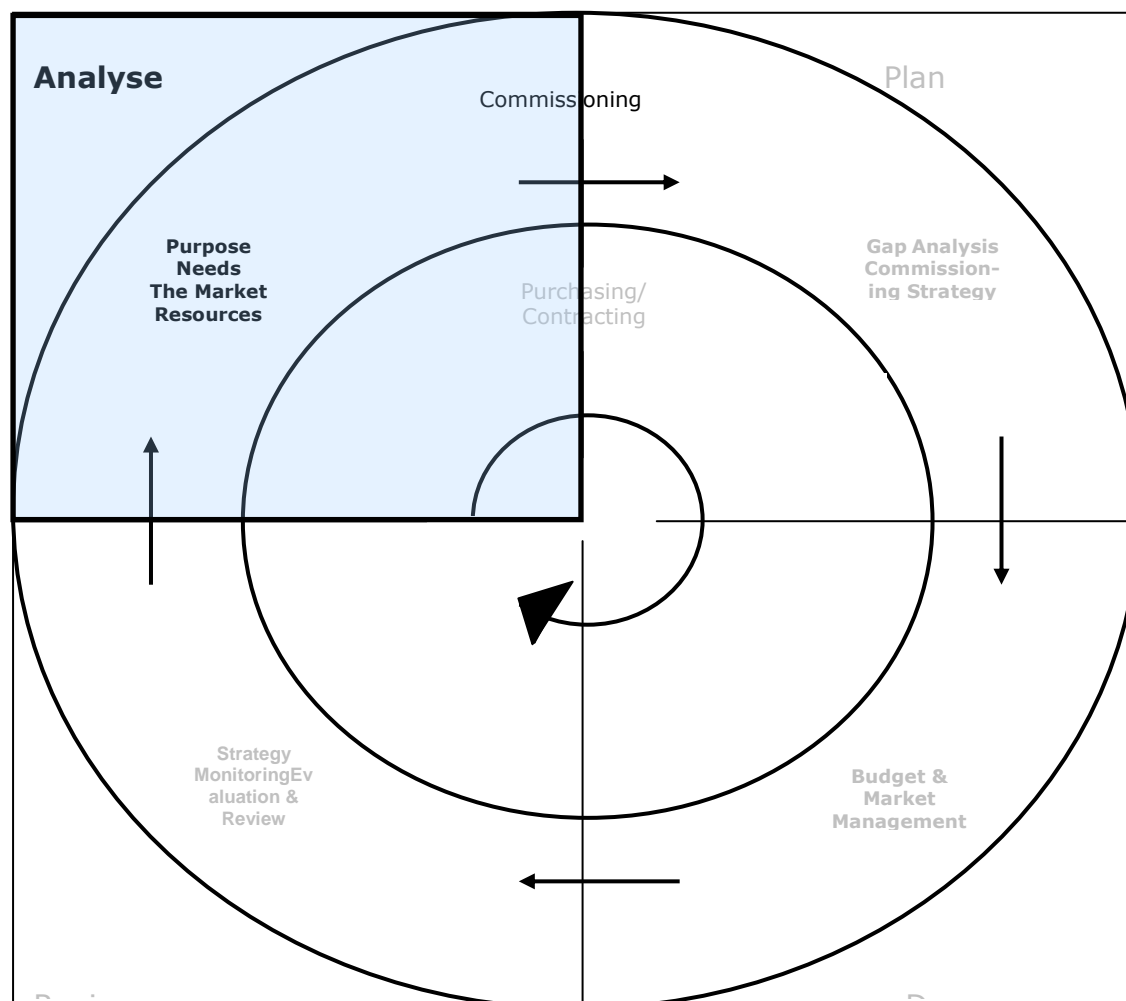 Analyse
Plan
Commissioning
Purpose
Needs
The Market
Resources
Gap Analysis
Commission-
ing Strategy
Purchasing/
Contracting
Strategy
MonitoringEv
aluation &
Review
Budget &
Market
Management